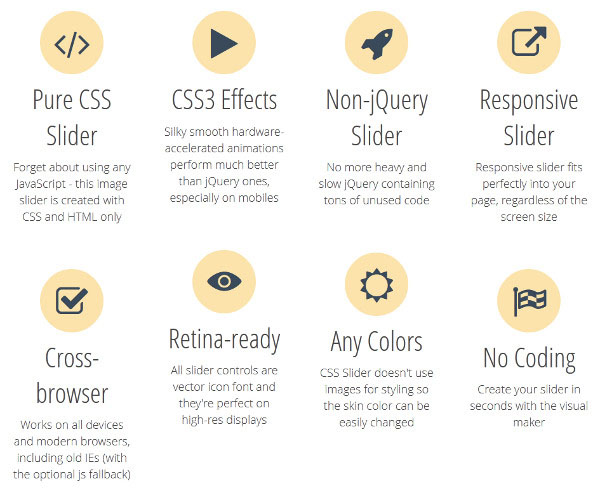 Pure CSS
Slider
Forget about using any
JavaScript - this image
slider is created with
CSS and HTML only
CSS3 Effects
Silky smooth hardware-
accelerated animations
perform much better
than jQuery ones,
especially on mobiles
Non-jQuery
Slider
No more heavy and
slow jQuery containing
tons of unused code
Responsive
Slider
Responsive slider fits
perfectly into your
page, regardless of the
screen size
Cross-
browser
Works on all devices
and modern browsers,
including old IEs (with
the optional js fallback)
Retina-ready
All slider controls are
vector icon font and
they're perfect on
high-res displays
Any Colors
CSS Slider doesn't use
images for styling so
the skin color can be
easily changed
No Coding
Create your slider in
seconds with the visual
maker